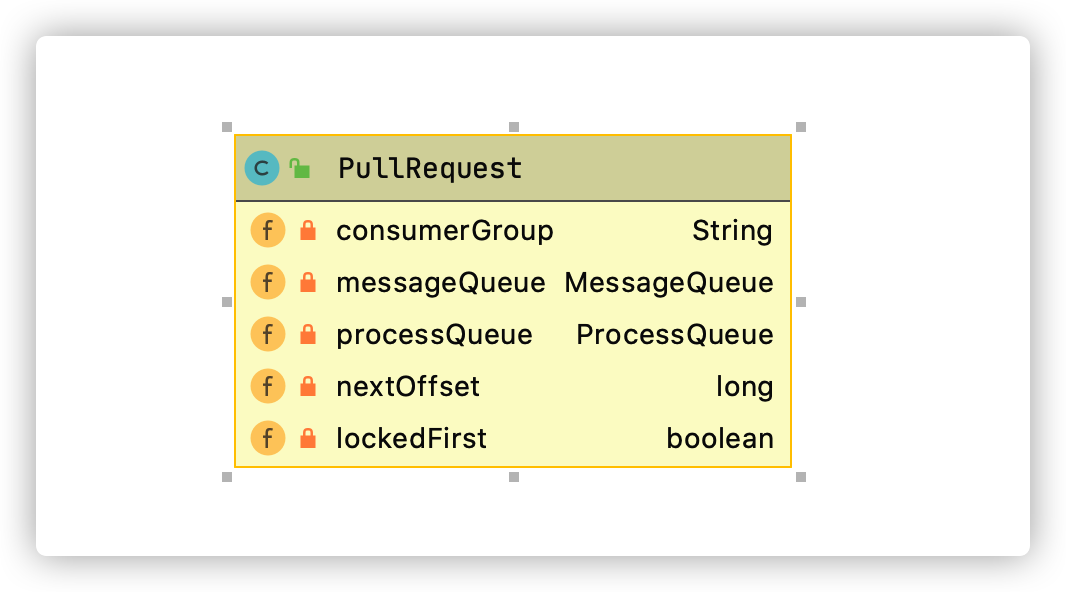 C PullRequest
f consumerGroup String
f messageQueue MessageQueue
f processQueue ProcessQueue
f nextOffset long
f lockedFirst boolean